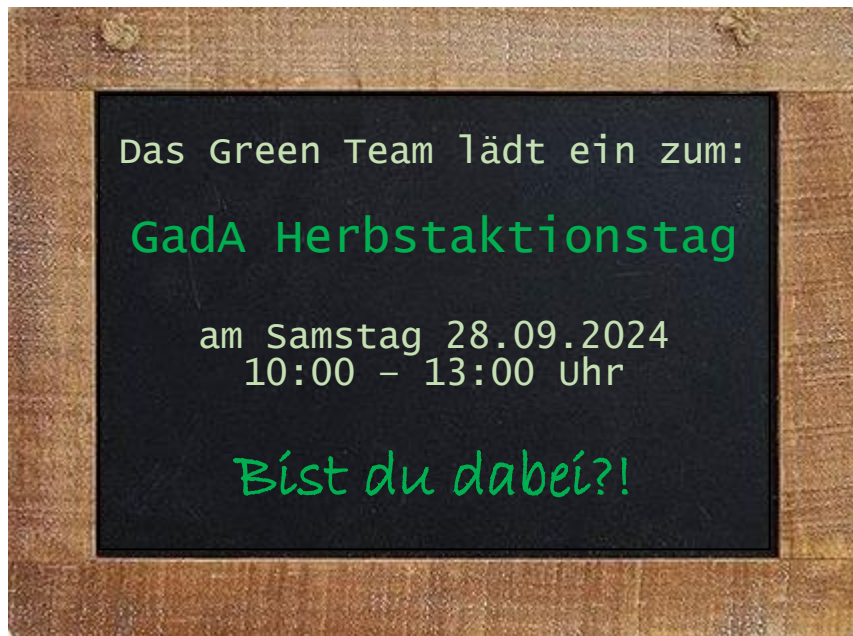 Das Green Team lädt ein zum:
GadA Herbstaktionstag
am Samstag 28.09.2024
10:00 – 13:00 Uhr
Bist du dabei?!